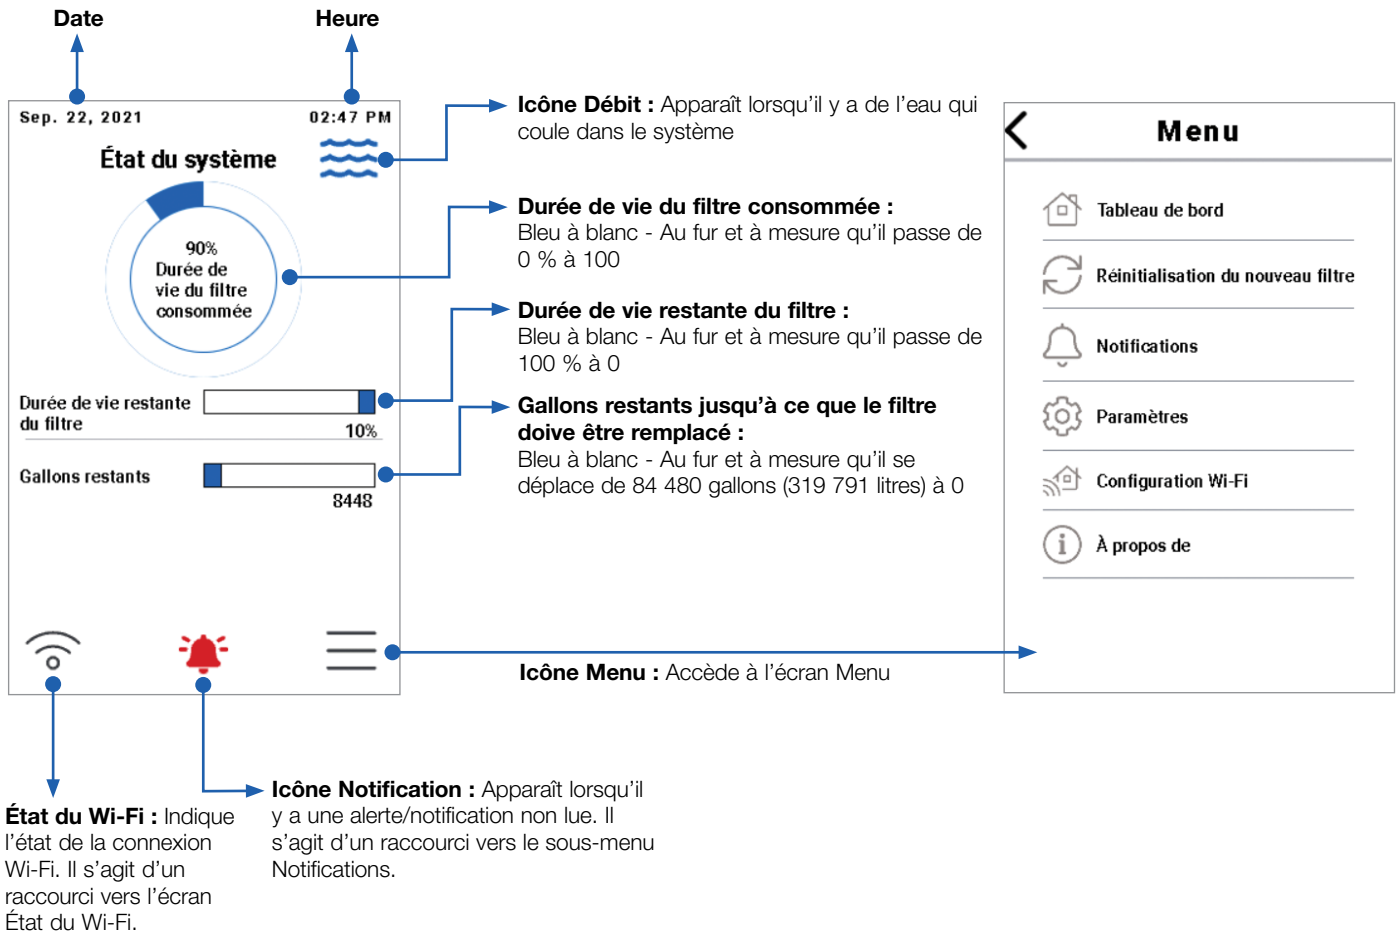 Date
Heure
Sep. 22, 2021
02:47 PM
État du système
90%
Durée de
vie du filtre
consommée
Durée de vie restante
du filtre
10%
Gallons restants
8448
Icône Débit : Apparaît lorsqu'il y a de l'eau qui
coule dans le système
Durée de vie du filtre consommée :
Bleu à blanc - Au fur et à mesure qu'il passe de
0 % à 100
Durée de vie restante du filtre :
Bleu à blanc - Au fur et à mesure qu'il passe de
100 % à 0
Gallons restants jusqu'à ce que le filtre
doive être remplacé :
Bleu à blanc - Au fur et à mesure qu'il se
déplace de 84 480 gallons (319 791 litres) à 0
Icône Menu : Accède à l'écran Menu
Menu
Tableau de bord
Réinitialisation du nouveau filtre
Notifications
Paramètres
Configuration Wi-Fi
À propos de
État du Wi-Fi : Indique
l'état de la connexion
Wi-Fi. Il s'agit d'un
raccourci vers l'écran
État du Wi-Fi.
Icône Notification : Apparaît lorsqu'il
y a une alerte/notification non lue. Il
s'agit d'un raccourci vers le sous-menu
Notifications.